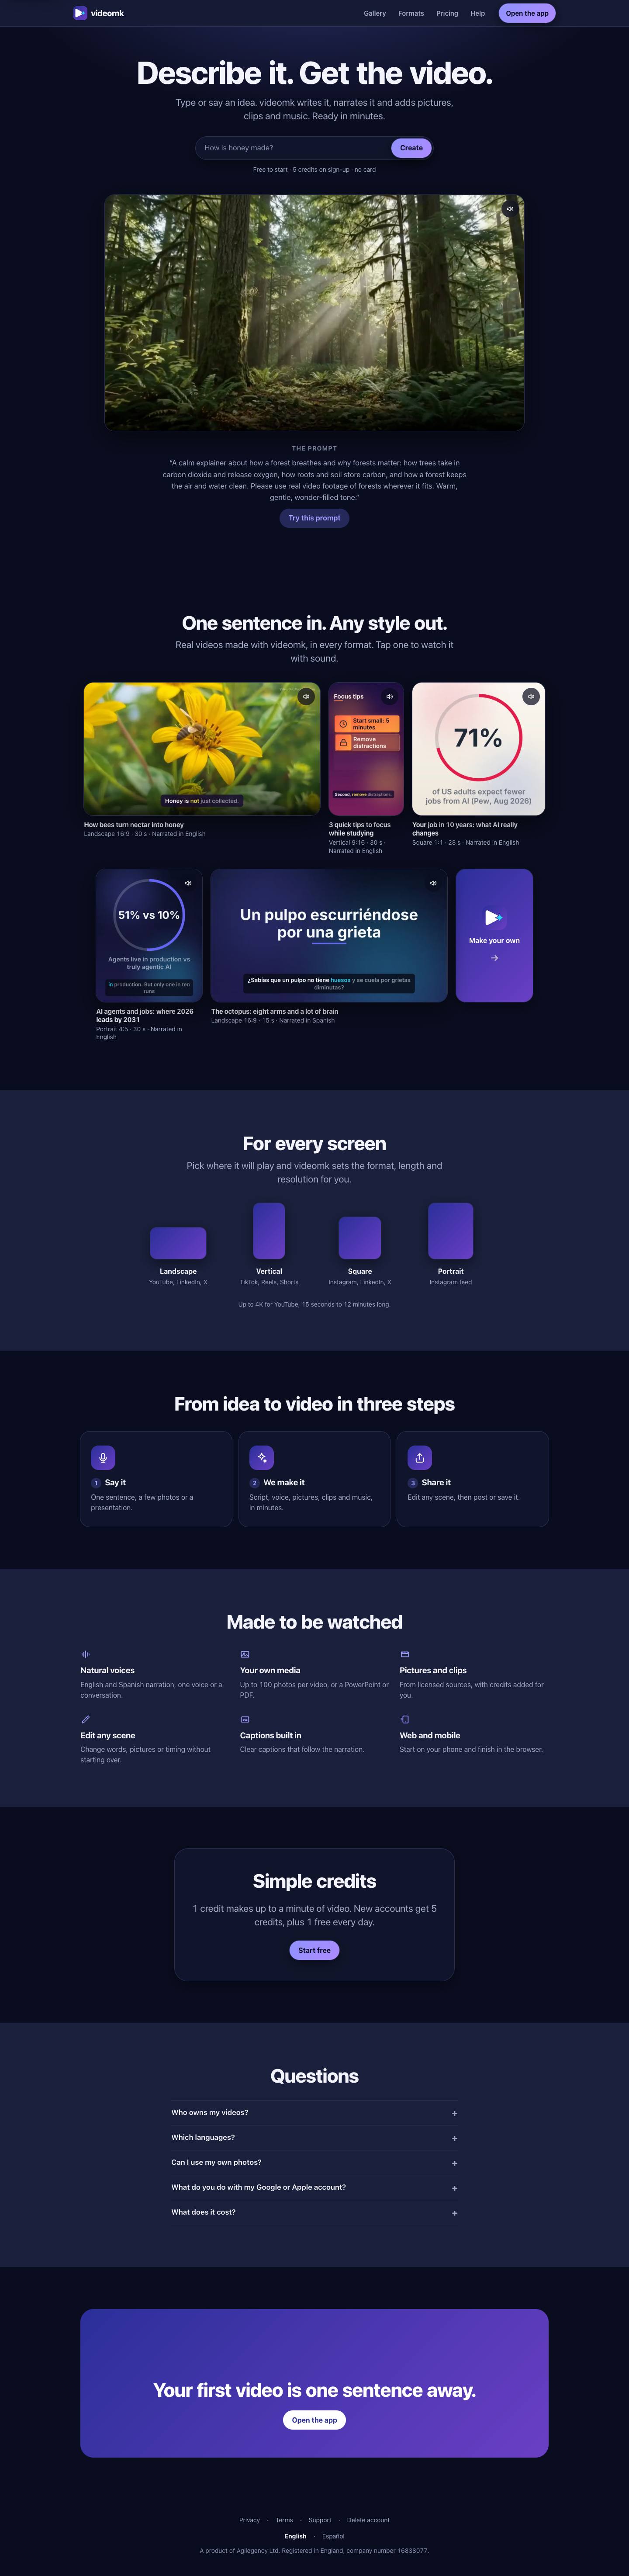 videomk
Gallery
Formats
Pricing
Help
Open the app
Describe it. Get the video.
Type or say an idea. videomk writes it, narrates it and adds pictures,
clips and music. Ready in minutes.
How is honey made?
Create
Free to start · 5 credits on sign-up · no card
THE PROMPT
"A calm explainer about how a forest breathes and why forests matter: how trees take in
carbon dioxide and release oxygen, how roots and soil store carbon, and how a forest keeps
the air and water clean. Please use real video footage of forests wherever it fits. Warm,
gentle, wonder-filled tone."
Try this prompt
One sentence in. Any style out.
Real videos made with videomk, in every format. Tap one to watch it
with sound.
Honey is not just collected.
How bees turn nectar into honey
Landscape 16:9 · 30 s · Narrated in English
Focus tips
Start small: 5
minutes
Remove
distractions
Second, remove distractions.
3 quick tips to focus
while studying
Vertical 9:16 · 30 s ·
Narrated in English
71%
of US adults expect fewer
jobs from AI (Pew, Aug 2026)
Your job in 10 years: what AI really
changes
Square 1:1 · 28 s · Narrated in English
51% vs 10%
Agents live in production vs
truly agentic AI
in production. But only one in ten
runs
AI agents and jobs: where 2026
leads by 2031
Portrait 4:5 · 30 s · Narrated in
English
Un pulpo escurriéndose
por una grieta
¿Sabías que un pulpo no tiene huesos y se cuela por grietas
diminutas?
The octopus: eight arms and a lot of brain
Landscape 16:9 · 15 s · Narrated in Spanish
Make your own
→
For every screen
Pick where it will play and videomk sets the format, length and
resolution for you.
Landscape
YouTube, LinkedIn, X
Vertical
TikTok, Reels, Shorts
Square
Instagram, LinkedIn, X
Portrait
Instagram feed
Up to 4K for YouTube, 15 seconds to 12 minutes long.
From idea to video in three steps
1 Say it
One sentence, a few photos or a
presentation.
2 We make it
Script, voice, pictures, clips and music,
in minutes.
3 Share it
Edit any scene, then post or save it.
Made to be watched
Natural voices
English and Spanish narration, one voice or a
conversation.
Your own media
Up to 100 photos per video, or a PowerPoint or
PDF.
Pictures and clips
From licensed sources, with credits added for
you.
Edit any scene
Change words, pictures or timing without
starting over.
Captions built in
Clear captions that follow the narration.
Web and mobile
Start on your phone and finish in the browser.
Simple credits
1 credit makes up to a minute of video. New accounts get 5
credits, plus 1 free every day.
Start free
Questions
Who owns my videos? +
Which languages? +
Can I use my own photos? +
What do you do with my Google or Apple account? +
What does it cost? +
Your first video is one sentence away.
Open the app
Privacy · Terms · Support · Delete account
English · Español
A product of Agilegency Ltd. Registered in England, company number 16838077.